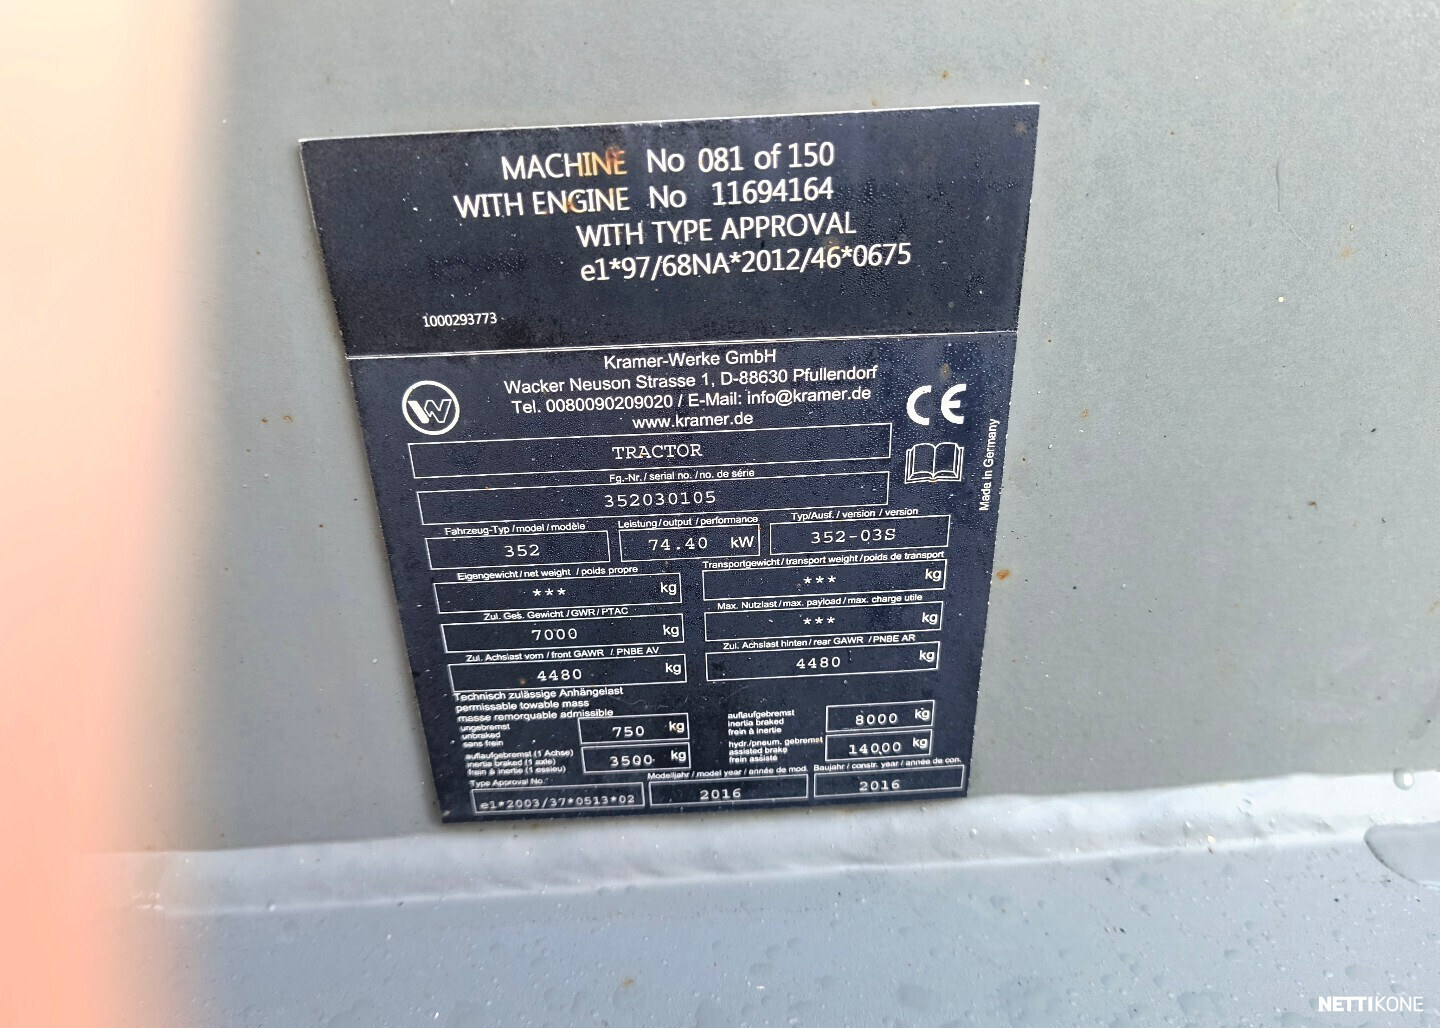 MACHINE No 081 of 150
WITH ENGINE No 11694164
WITH TYPE APPROVAL
e1*97/68NA*2012/46*0675
1000293773
Kramer-Werke GmbH
Wacker Neuson Strasse 1, D-88630 Pfullendorf
Tel. 0080090209020 / E-Mail: info@kramer.de
www.kramer.de
CE
Made in Germany
TRACTOR
Fg.-Nr./ serial no. / no. de série
352030105
Fahrzeug-Typ / model / modèle
352
Leistung / output / performance
74.40 kW
Typ/Ausf. / version / version
352-03S
Eigengewicht / net weight / poids propre
*** kg
Transportgewicht / transport weight / poids de transport
*** kg
Zul. Ges. Gewicht / GWR / PTAC
7000 kg
Max. Nutzlast / max. payload / max. charge utile
*** kg
Zul. Achslast vorn / front GAWR / PNBE AV
4480 kg
Zul. Achslast hinten / rear GAWR / PNBE AR
4480 kg
Technisch zulässige Anhängelast
permissable towable mass
masse remorquable admissible
ungebremst
unbraked
sans frein
750 kg
auflaufgebremst
inertia braked
frein à inertie
8000 kg
auflaufgebremst (1 Achse)
inertia braked (1 axle)
frein à inertie (1 essieu)
3500 kg
hydr./pneum. gebremst
assisted brake
frein assisté
14000 kg
Type Approval No.
e1*2003/37*0513*02
Modelljahr / model year / année de mod.
2016
Baujahr / constr. year / année de con.
2016
NETTIKONE